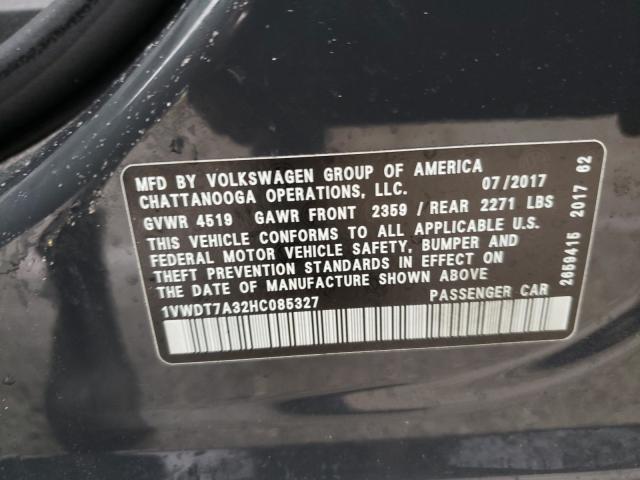 MFD BY VOLKSWAGEN GROUP OF AMERICA
CHATTANOOGA OPERATIONS, LLC. 07/2017
GVWR 4519 GAWR FRONT 2359 / REAR 2271 LBS
THIS VEHICLE CONFORMS TO ALL APPLICABLE U.S.
FEDERAL MOTOR VEHICLE SAFETY, BUMPER AND
THEFT PREVENTION STANDARDS IN EFFECT ON
THE DATE OF MANUFACTURE SHOWN ABOVE
1VWDT7A32HC085327 PASSENGER CAR
2659415 2017 62